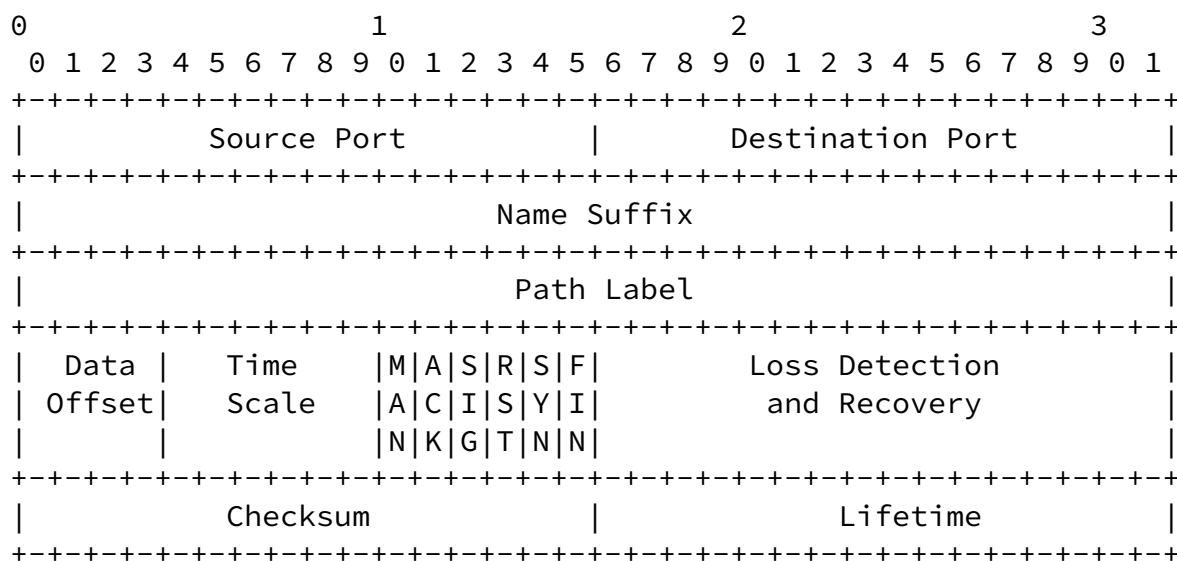 0                   1                   2                   3
 0 1 2 3 4 5 6 7 8 9 0 1 2 3 4 5 6 7 8 9 0 1 2 3 4 5 6 7 8 9 0 1
+-+-+-+-+-+-+-+-+-+-+-+-+-+-+-+-+-+-+-+-+-+-+-+-+-+-+-+-+-+-+-+-+
|          Source Port          |       Destination Port        |
+-+-+-+-+-+-+-+-+-+-+-+-+-+-+-+-+-+-+-+-+-+-+-+-+-+-+-+-+-+-+-+-+
|                          Name Suffix                          |
+-+-+-+-+-+-+-+-+-+-+-+-+-+-+-+-+-+-+-+-+-+-+-+-+-+-+-+-+-+-+-+-+
|                           Path Label                          |
+-+-+-+-+-+-+-+-+-+-+-+-+-+-+-+-+-+-+-+-+-+-+-+-+-+-+-+-+-+-+-+-+
|  Data |   Time    |M|A|S|R|S|F|        Loss Detection         |
| Offset|   Scale   |A|C|I|S|Y|I|         and Recovery          |
|       |           |N|K|G|T|N|N|                               |
+-+-+-+-+-+-+-+-+-+-+-+-+-+-+-+-+-+-+-+-+-+-+-+-+-+-+-+-+-+-+-+-+
|           Checksum            |             Lifetime          |
+-+-+-+-+-+-+-+-+-+-+-+-+-+-+-+-+-+-+-+-+-+-+-+-+-+-+-+-+-+-+-+-+